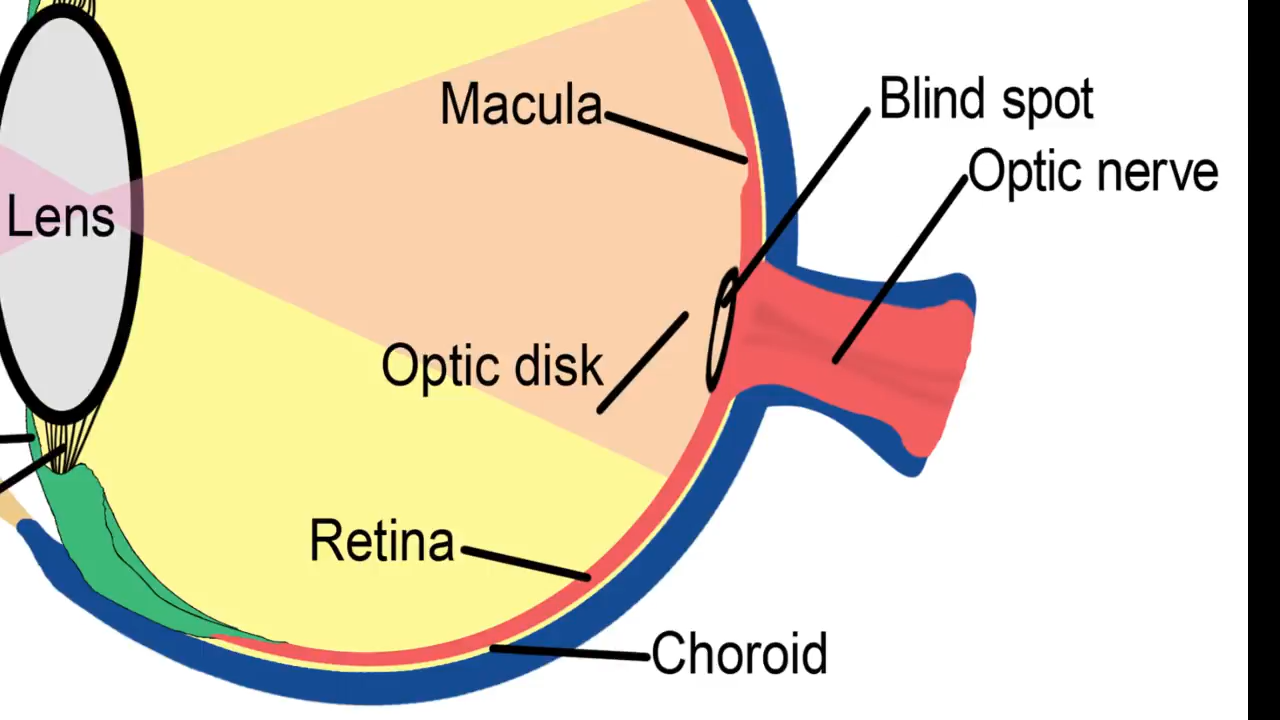 Macula
Blind spot
Optic nerve
Lens
Optic disk
Retina
Choroid